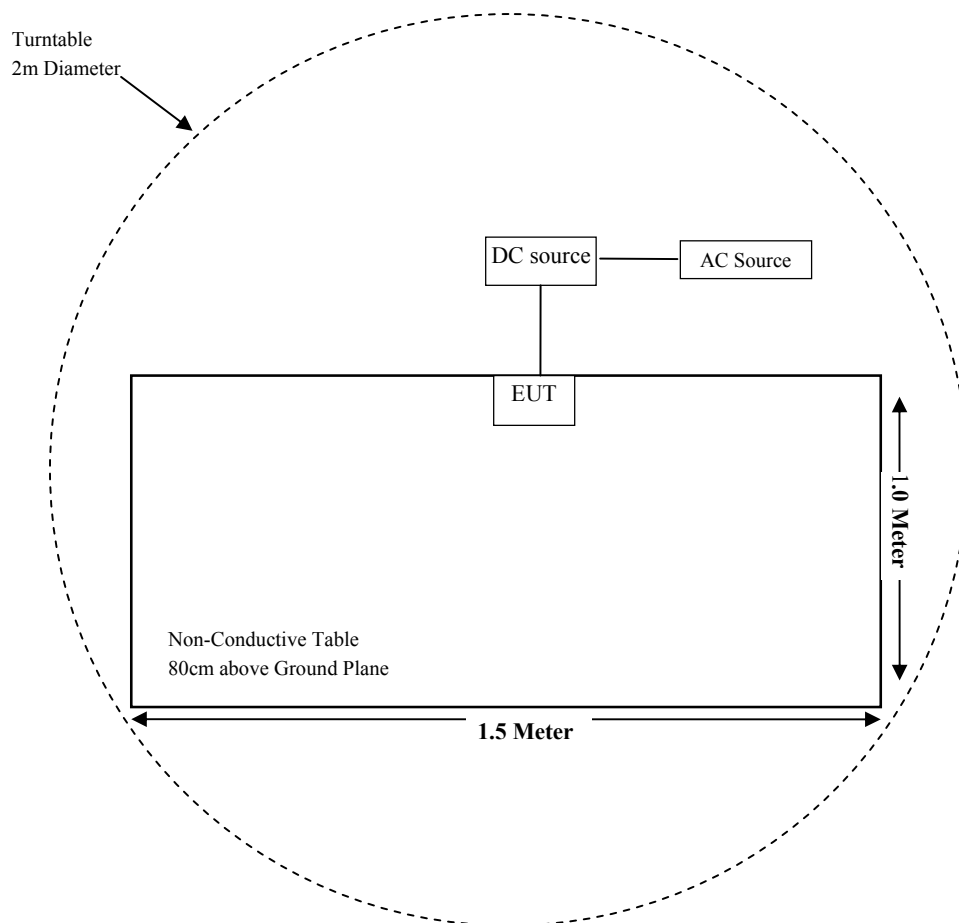 Turntable
2m Diameter
DC source
AC Source
EUT
1.0 Meter
Non-Conductive Table
80cm above Ground Plane
1.5 Meter